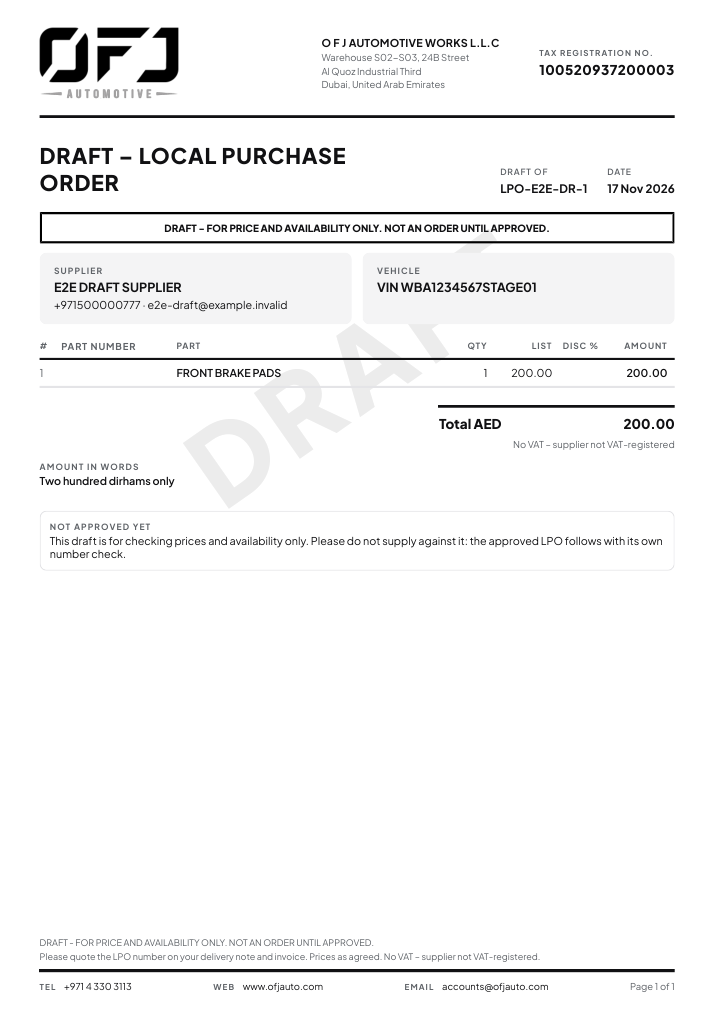 OFJ
AUTOMOTIVE
O F J AUTOMOTIVE WORKS L.L.C
Warehouse S02–S03, 24B Street
Al Quoz Industrial Third
Dubai, United Arab Emirates
TAX REGISTRATION NO.
100520937200003
DRAFT – LOCAL PURCHASE
ORDER
DRAFT OF
LPO-E2E-DR-1
DATE
17 Nov 2026
DRAFT - FOR PRICE AND AVAILABILITY ONLY. NOT AN ORDER UNTIL APPROVED.
SUPPLIER
E2E DRAFT SUPPLIER
+971500000777 · e2e-draft@example.invalid
VEHICLE
VIN WBA1234567STAGE01
# PART NUMBER PART QTY LIST DISC % AMOUNT
1 FRONT BRAKE PADS 1 200.00 200.00
DRAFT
Total AED 200.00
No VAT – supplier not VAT-registered
AMOUNT IN WORDS
Two hundred dirhams only
NOT APPROVED YET
This draft is for checking prices and availability only. Please do not supply against it: the approved LPO follows with its own
number check.
DRAFT - FOR PRICE AND AVAILABILITY ONLY. NOT AN ORDER UNTIL APPROVED.
Please quote the LPO number on your delivery note and invoice. Prices as agreed. No VAT – supplier not VAT-registered.
TEL +971 4 330 3113 WEB www.ofjauto.com EMAIL accounts@ofjauto.com Page 1 of 1